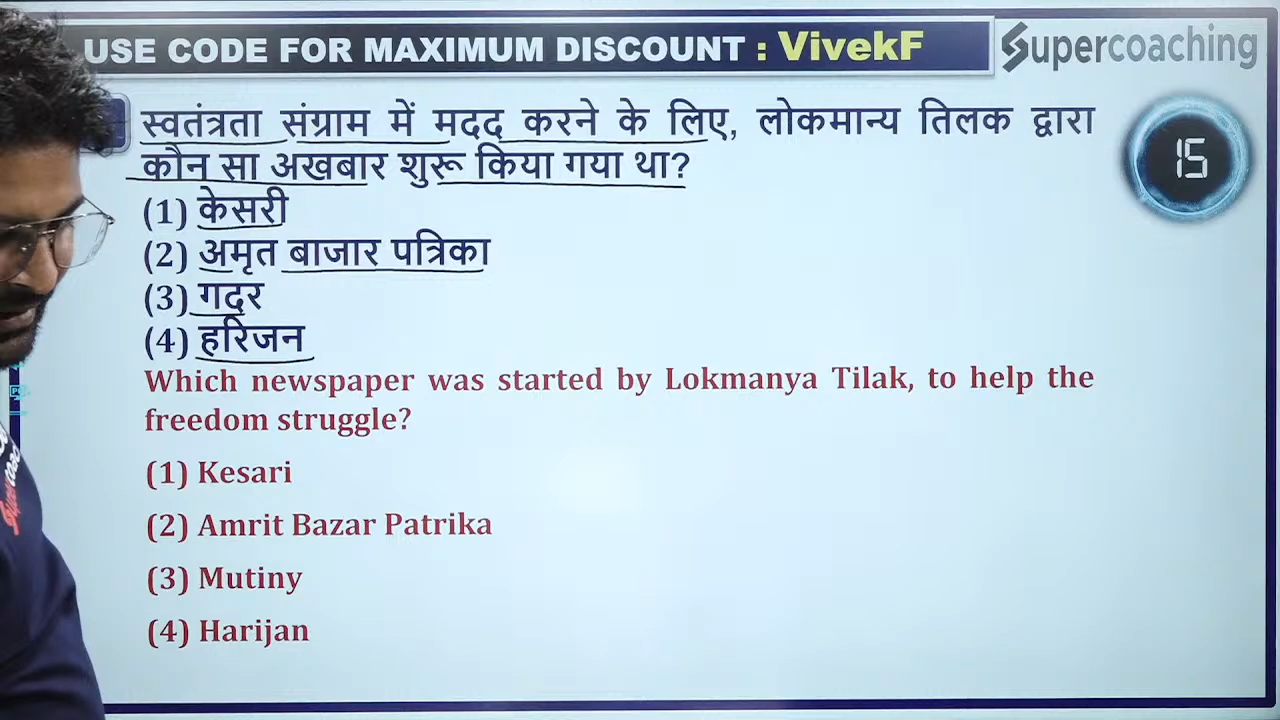 USE CODE FOR MAXIMUM DISCOUNT : VivekF
Supercoaching
स्वतंत्रता संग्राम में मदद करने के लिए, लोकमान्य तिलक द्वारा
15
कौन सा अखबार शुरू किया गया था?
(1) केसरी
(2) अमृत बाजार पत्रिका
(3) गदर
(4) हरिजन
Which newspaper was started by Lokmanya Tilak, to help the
freedom struggle?
(1) Kesari
(2) Amrit Bazar Patrika
(3) Mutiny
(4) Harijan